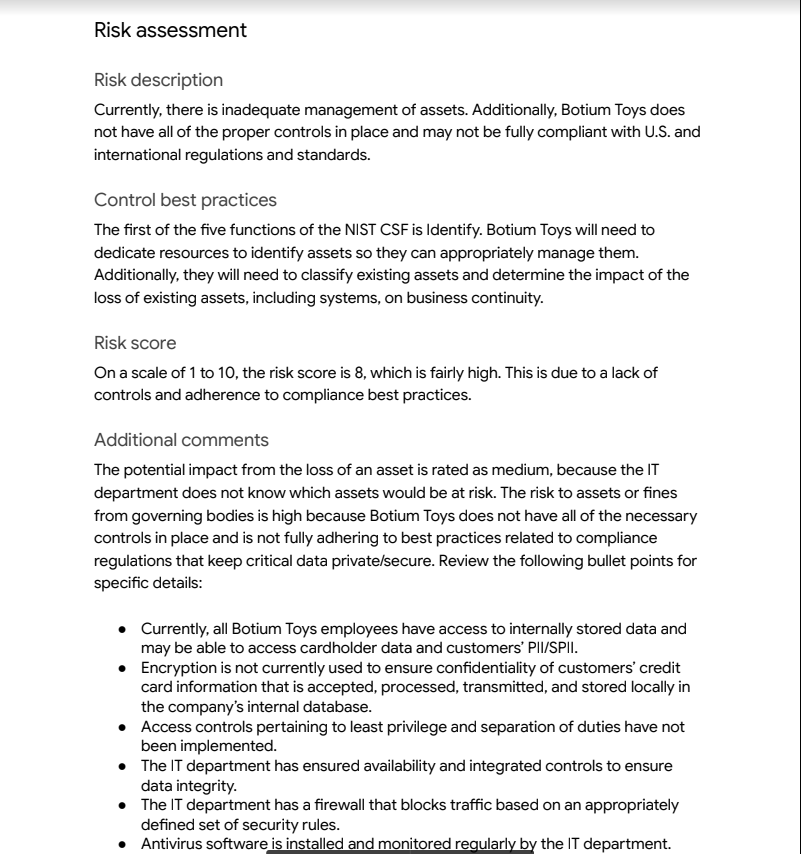 Risk assessment
Risk description
Currently, there is inadequate management of assets. Additionally, Botium Toys does
not have all of the proper controls in place and may not be fully compliant with U.S. and
international regulations and standards.
Control best practices
The first of the five functions of the NIST CSF is Identify. Botium Toys will need to
dedicate resources to identify assets so they can appropriately manage them.
Additionally, they will need to classify existing assets and determine the impact of the
loss of existing assets, including systems, on business continuity.
Risk score
On a scale of 1 to 10, the risk score is 8, which is fairly high. This is due to a lack of
controls and adherence to compliance best practices.
Additional comments
The potential impact from the loss of an asset is rated as medium, because the IT
department does not know which assets would be at risk. The risk to assets or fines
from governing bodies is high because Botium Toys does not have all of the necessary
controls in place and is not fully adhering to best practices related to compliance
regulations that keep critical data private/secure. Review the following bullet points for
specific details:
● Currently, all Botium Toys employees have access to internally stored data and
may be able to access cardholder data and customers’ PII/SPII.
● Encryption is not currently used to ensure confidentiality of customers’ credit
card information that is accepted, processed, transmitted, and stored locally in
the company’s internal database.
● Access controls pertaining to least privilege and separation of duties have not
been implemented.
● The IT department has ensured availability and integrated controls to ensure
data integrity.
● The IT department has a firewall that blocks traffic based on an appropriately
defined set of security rules.
● Antivirus software is installed and monitored regularly by the IT department.